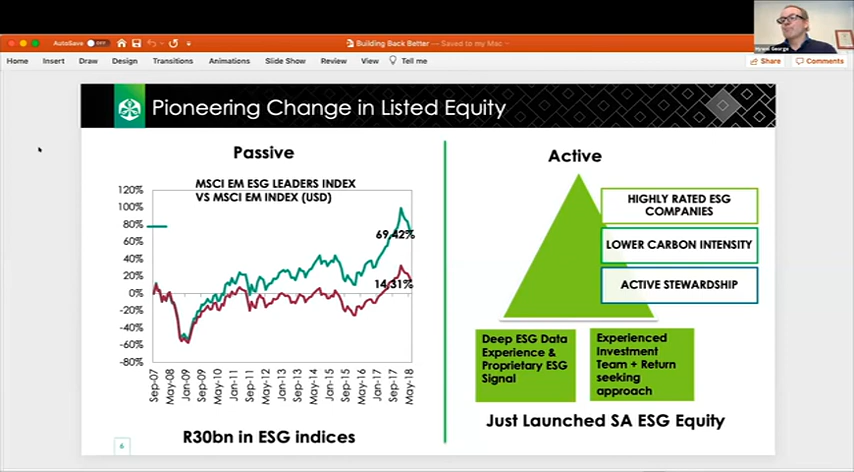 AutoSave OFF
Building Back Better — Saved to my Mac
Home Insert Draw Design Transitions Animations Slide Show Review View Tell me
Share Comments
George
Pioneering Change in Listed Equity
Passive
MSCI EM ESG LEADERS INDEX
VS MSCI EM INDEX (USD)
120%
100%
80%
60%
40%
20%
0%
-20%
-40%
-60%
-80%
69.42%
14.31%
Sep-07
May-08
Jan-09
Sep-09
May-10
Jan-11
Sep-11
May-12
Jan-13
Sep-13
May-14
Jan-15
Sep-15
May-16
Jan-17
Sep-17
May-18
R30bn in ESG indices
6
Active
HIGHLY RATED ESG
COMPANIES
LOWER CARBON INTENSITY
ACTIVE STEWARDSHIP
Deep ESG Data
Experience &
Proprietary ESG
Signal
Experienced
Investment
Team + Return
seeking
approach
Just Launched SA ESG Equity